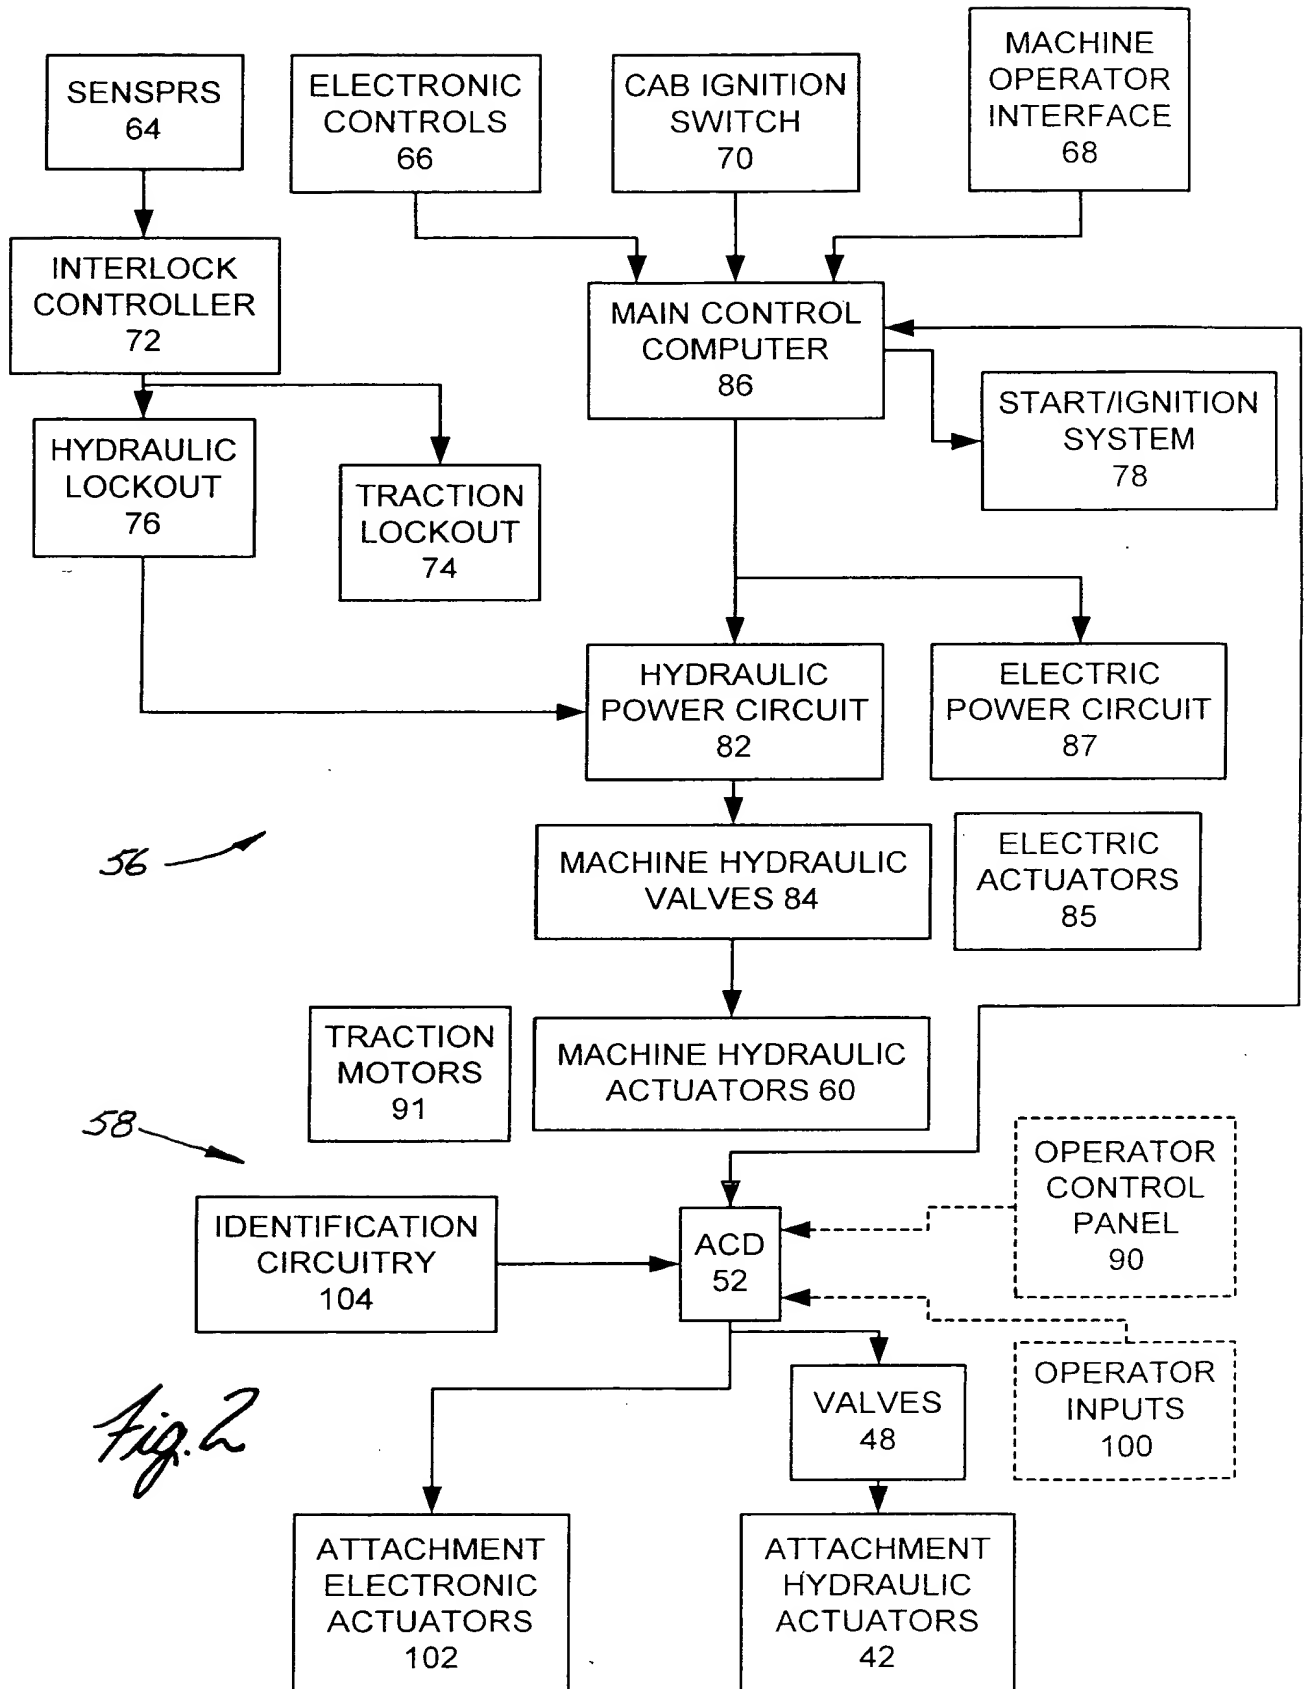 SENSPRS
64
ELECTRONIC
CONTROLS
66
CAB IGNITION
SWITCH
70
MACHINE
OPERATOR
INTERFACE
68
INTERLOCK
CONTROLLER
72
MAIN CONTROL
COMPUTER
86
START/IGNITION
SYSTEM
78
HYDRAULIC
LOCKOUT
76
TRACTION
LOCKOUT
74
HYDRAULIC
POWER CIRCUIT
82
ELECTRIC
POWER CIRCUIT
87
56
MACHINE HYDRAULIC
VALVES 84
ELECTRIC
ACTUATORS
85
TRACTION
MOTORS
91
MACHINE HYDRAULIC
ACTUATORS 60
58
IDENTIFICATION
CIRCUITRY
104
ACD
52
OPERATOR
CONTROL
PANEL
90
OPERATOR
INPUTS
100
VALVES
48
Fig. 2
ATTACHMENT
ELECTRONIC
ACTUATORS
102
ATTACHMENT
HYDRAULIC
ACTUATORS
42